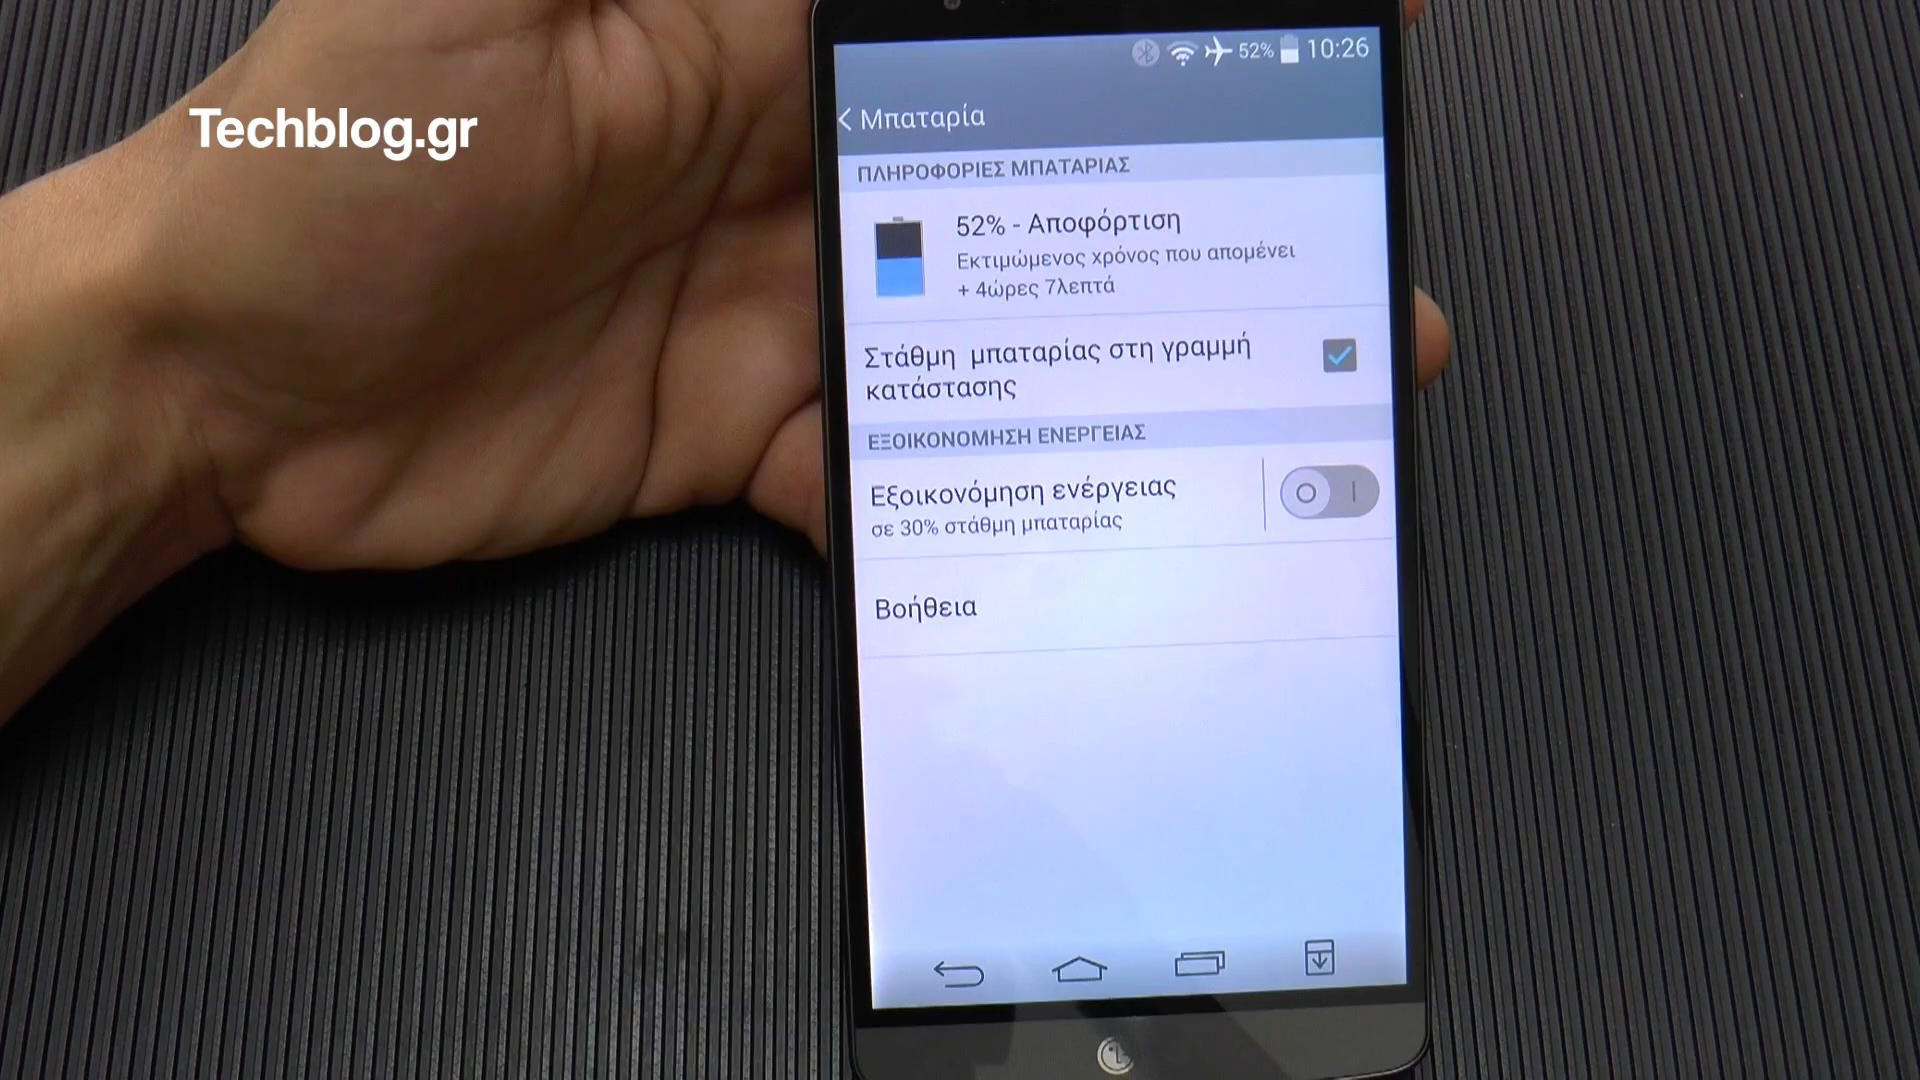 Techblog.gr
52% 10:26
Μπαταρία
ΠΛΗΡΟΦΟΡΙΕΣ ΜΠΑΤΑΡΙΑΣ
52% - Αποφόρτιση
Εκτιμώμενος χρόνος που απομένει
+ 4ώρες 7λεπτά
Στάθμη μπαταρίας στη γραμμή
κατάστασης
ΕΞΟΙΚΟΝΟΜΗΣΗ ΕΝΕΡΓΕΙΑΣ
Εξοικονόμηση ενέργειας
σε 30% στάθμη μπαταρίας
Βοήθεια